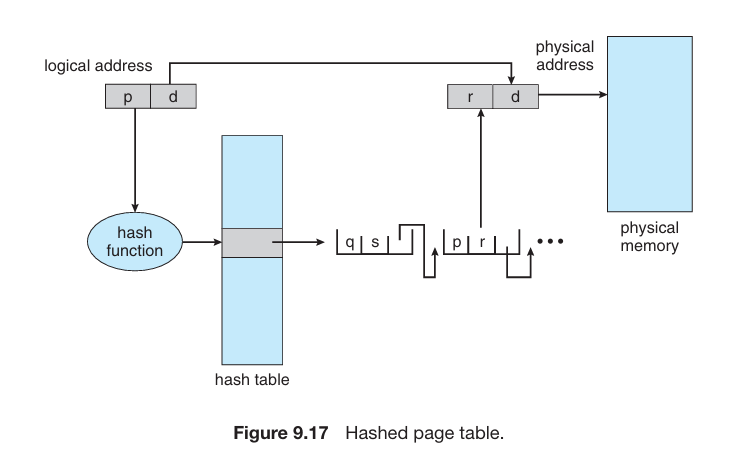 logical address
physical
address
p d
r d
hash
function
q s
p r
•••
physical
memory
hash table
Figure 9.17 Hashed page table.